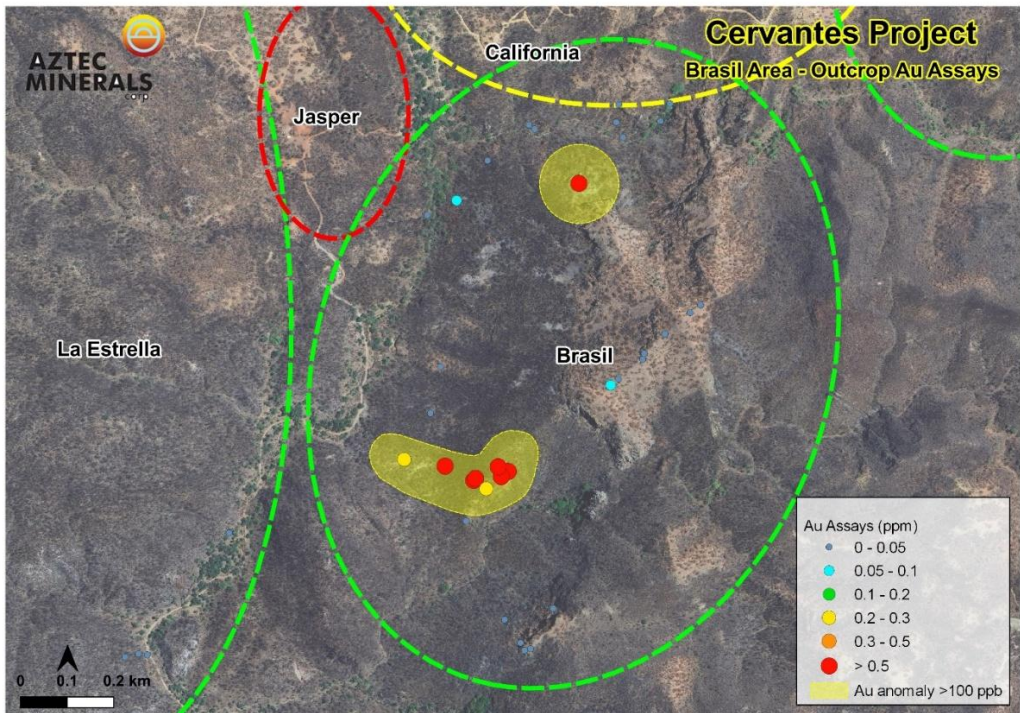 Cervantes Project
Brasil Area - Outcrop Au Assays
AZTEC
MINERALS
corp
California
Jasper
La Estrella
Brasil
Au Assays (ppm)
0 - 0.05
0.05 - 0.1
0.1 - 0.2
0.2 - 0.3
0.3 - 0.5
> 0.5
Au anomaly >100 ppb
0 0.1 0.2 km